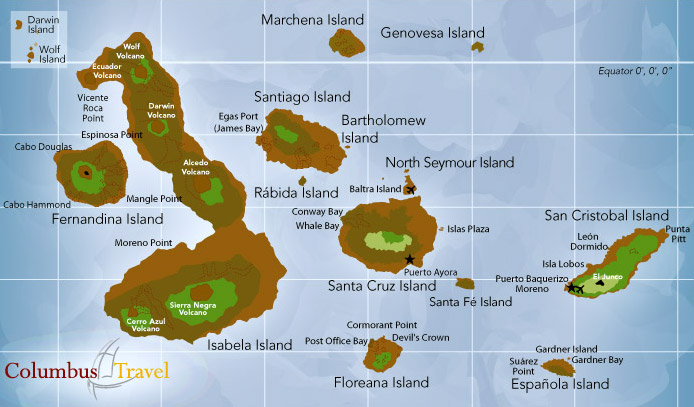 Darwin
Island
Wolf
Island
Marchena Island
Genovesa Island
Equator 0', 0', 0"
Wolf
Volcano
Ecuador
Volcano
Vicente
Roca
Point
Darwin
Volcano
Espinosa Point
Santiago Island
Egas Port
(James Bay)
Bartholomew
Island
Cabo Douglas
Alcedo
Volcano
North Seymour Island
Baltra Island
Rábida Island
Cabo Hammond
Mangle Point
Fernandina Island
Conway Bay
Whale Bay
Islas Plaza
San Cristobal Island
Punta
Pitt
León
Dormido
Moreno Point
Isla Lobos
El Junco
Puerto Ayora
Puerto Baquerizo
Moreno
Santa Cruz Island
Santa Fé Island
Sierra Negra
Volcano
Cerro Azul
Volcano
Isabela Island
Cormorant Point
Post Office Bay
Devil's Crown
Floreana Island
Gardner Island
Gardner Bay
Suárez
Point
Española Island
Columbus Travel